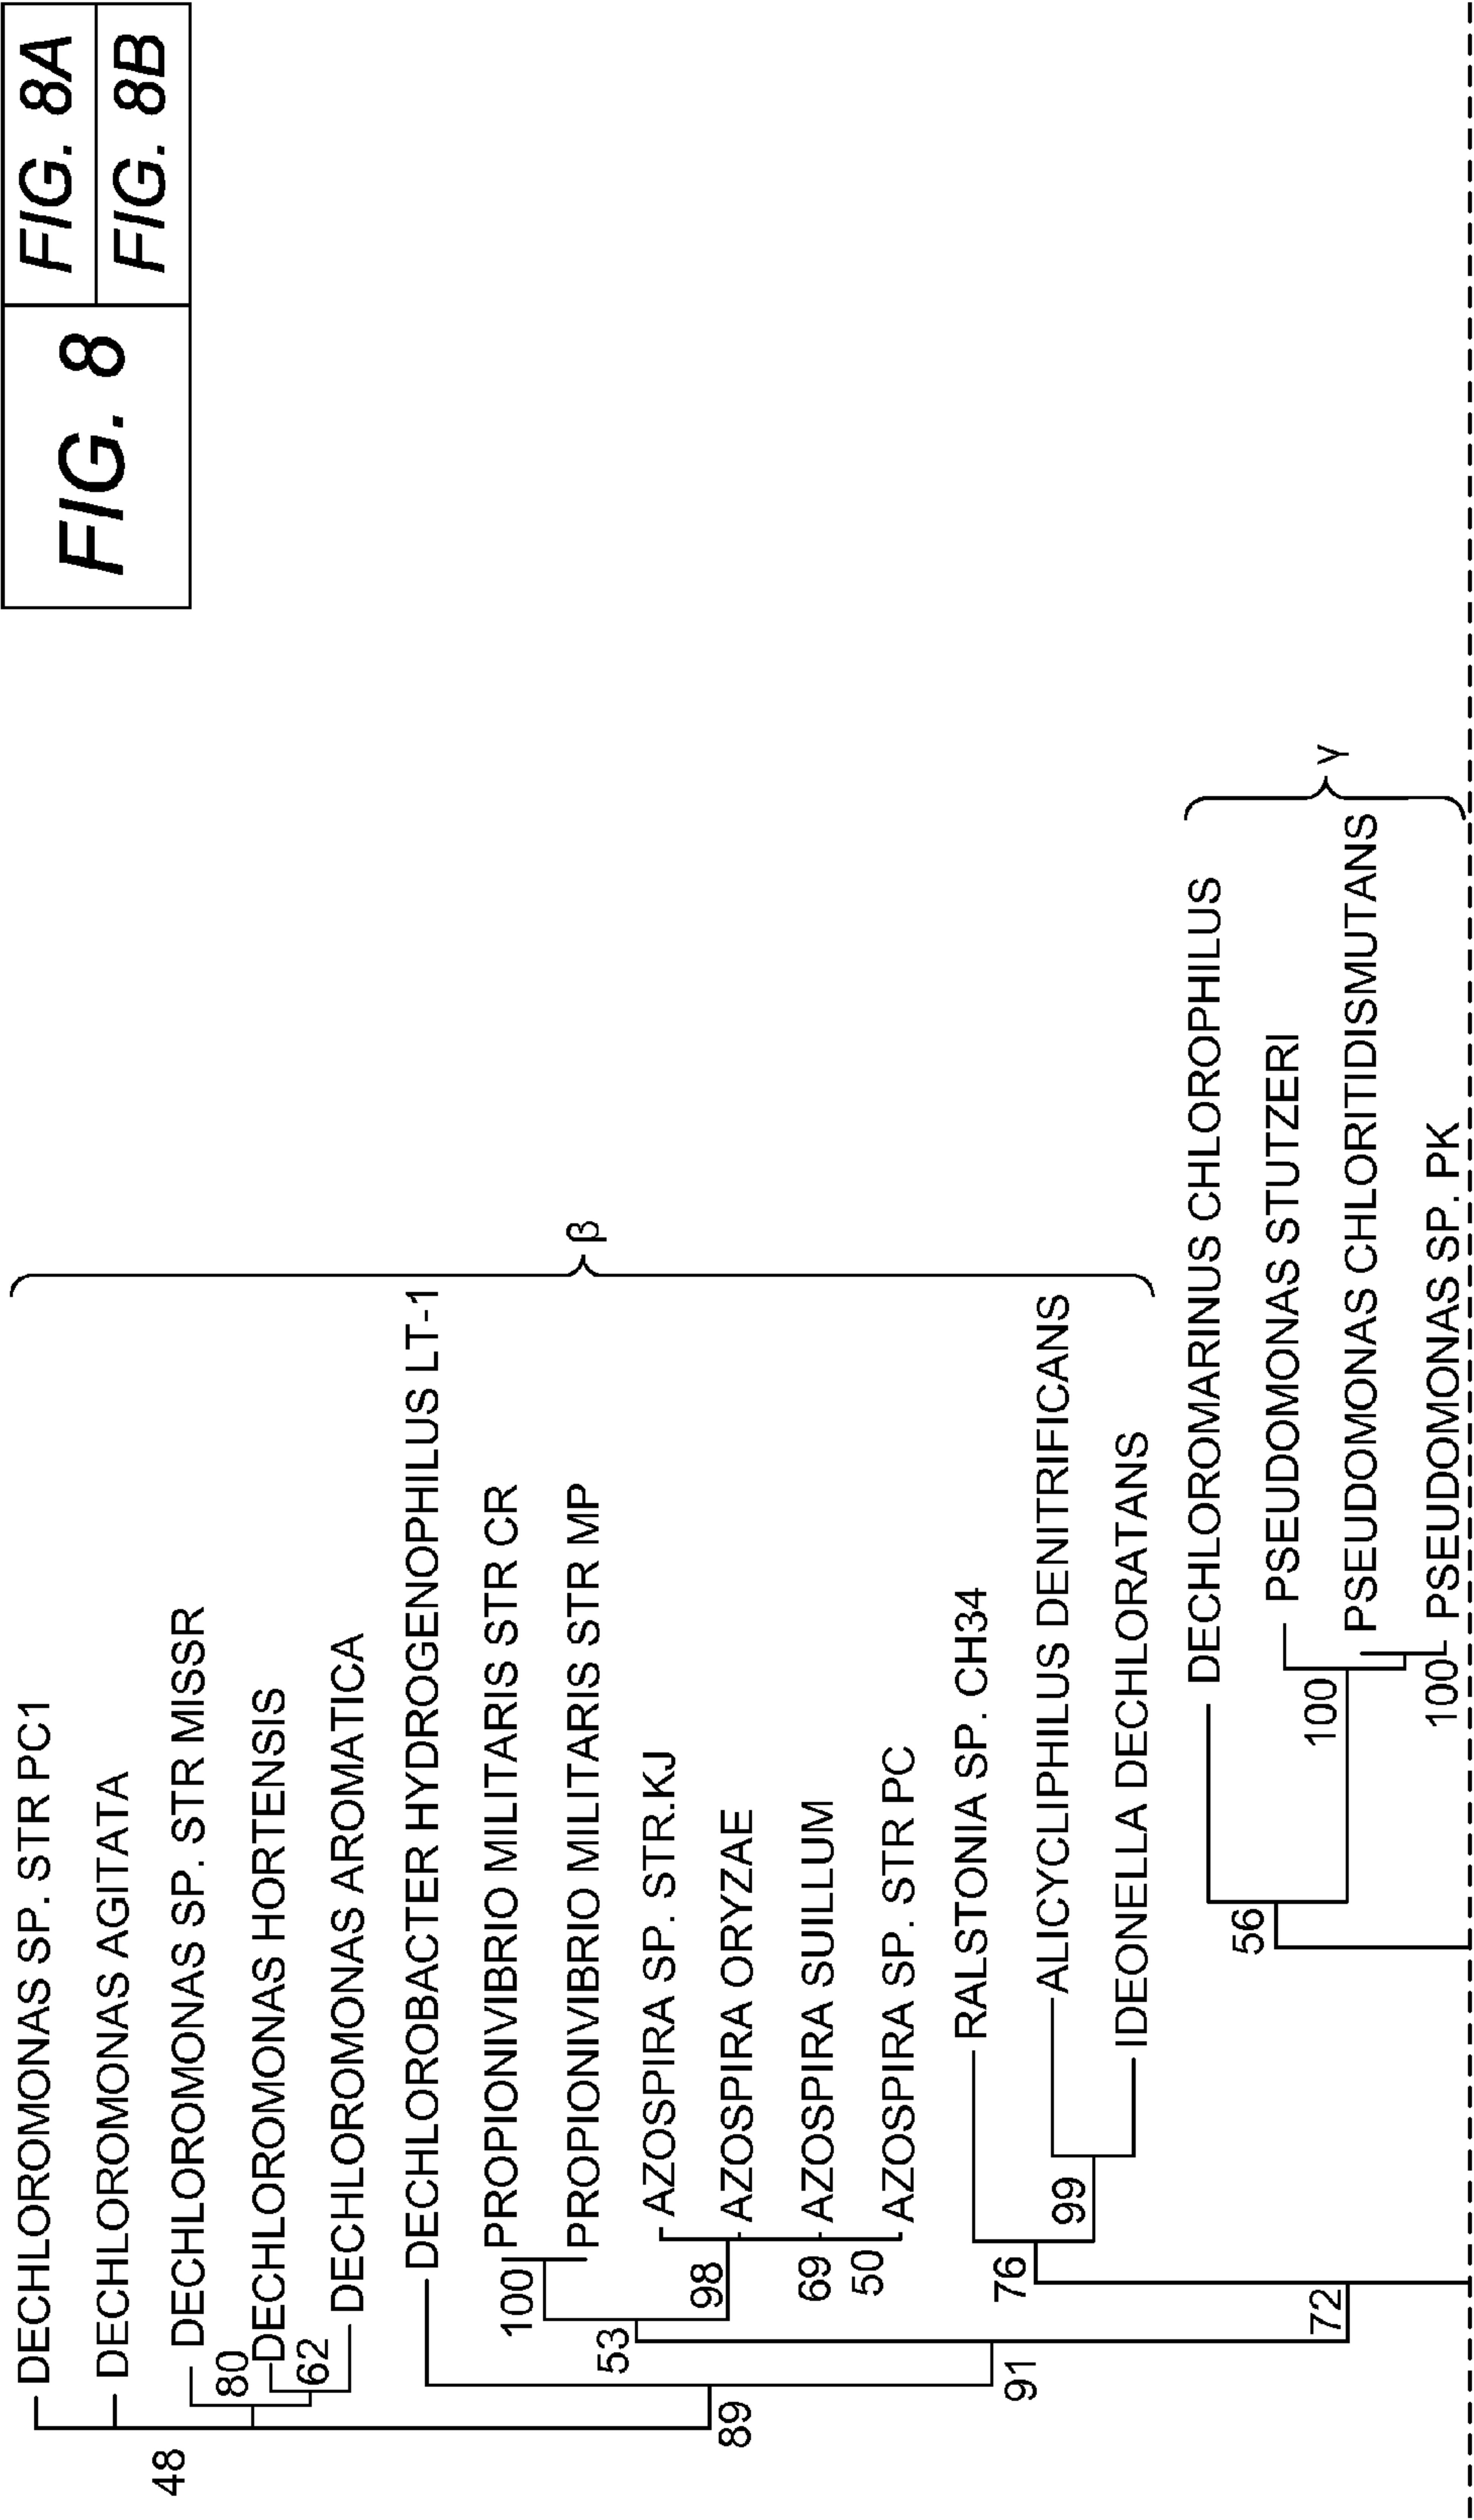 FIG. 8
FIG. 8A
FIG. 8B
DECHLOROMONAS SP. STR PC1
DECHLOROMONAS AGITATA
DECHLOROMONAS SP. STR MISSR
DECHLOROMONAS HORTENSIS
DECHLOROMONAS AROMATICA
DECHLOROBACTER HYDROGENOPHILUS LT-1
PROPIONIVIBRIO MILITARIS STR CR
PROPIONIVIBRIO MILITARIS STR MP
AZOSPIRA SP. STR.KJ
AZOSPIRA ORYZAE
AZOSPIRA SUILLUM
AZOSPIRA SP. STR PC
RALSTONIA SP. CH34
ALICYCLIPHILUS DENITRIFICANS
IDEONELLA DECHLORATANS
β
DECHLOROMARINUS CHLOROPHILUS
PSEUDOMONAS STUTZERI
PSEUDOMONAS CHLORITIDISMUTANS
PSEUDOMONAS SP. PK
γ
48
80
62
89
100
53
98
69
50
91
76
99
72
56
100
100